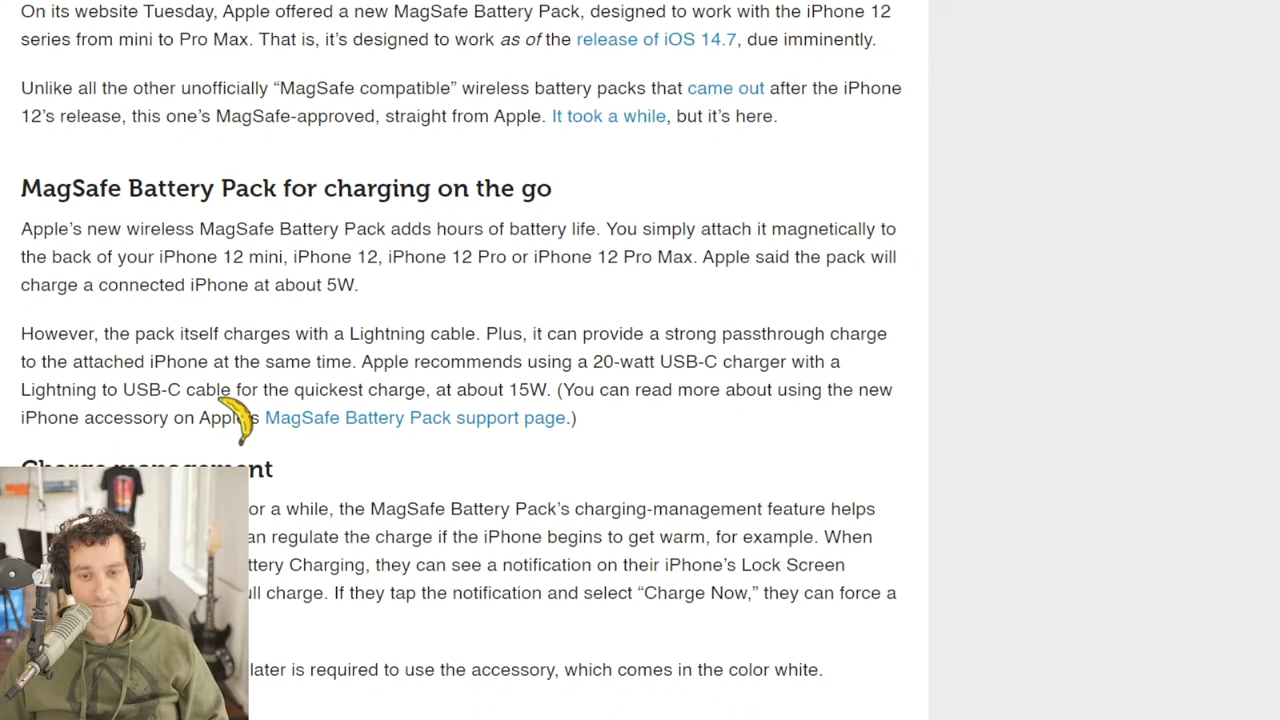 On its website Tuesday, Apple offered a new MagSafe Battery Pack, designed to work with the iPhone 12
series from mini to Pro Max. That is, it's designed to work as of the release of iOS 14.7, due imminently.
Unlike all the other unofficially “MagSafe compatible” wireless battery packs that came out after the iPhone
12's release, this one's MagSafe-approved, straight from Apple. It took a while, but it's here.
MagSafe Battery Pack for charging on the go
Apple's new wireless MagSafe Battery Pack adds hours of battery life. You simply attach it magnetically to
the back of your iPhone 12 mini, iPhone 12, iPhone 12 Pro or iPhone 12 Pro Max. Apple said the pack will
charge a connected iPhone at about 5W.
However, the pack itself charges with a Lightning cable. Plus, it can provide a strong passthrough charge
to the attached iPhone at the same time. Apple recommends using a 20-watt USB-C charger with a
Lightning to USB-C cable for the quickest charge, at about 15W. (You can read more about using the new
iPhone accessory on Apple's MagSafe Battery Pack support page.)
Charge management
or a while, the MagSafe Battery Pack's charging-management feature helps
an regulate the charge if the iPhone begins to get warm, for example. When
ttery Charging, they can see a notification on their iPhone's Lock Screen
ll charge. If they tap the notification and select “Charge Now,” they can force a
later is required to use the accessory, which comes in the color white.